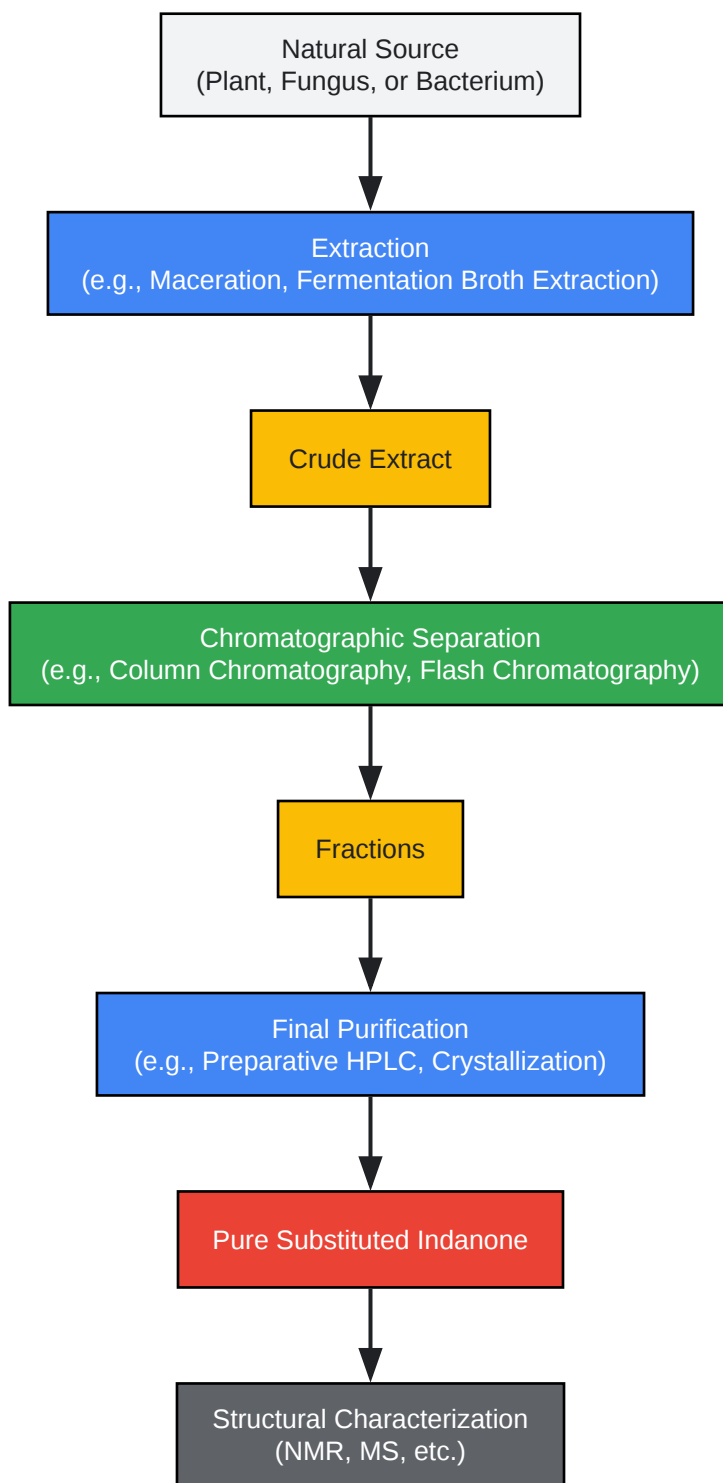 Natural Source
(Plant, Fungus, or Bacterium)
Extraction
(e.g., Maceration, Fermentation Broth Extraction)
Crude Extract
Chromatographic Separation
(e.g., Column Chromatography, Flash Chromatography)
Fractions
Final Purification
(e.g., Preparative HPLC, Crystallization)
Pure Substituted Indanone
Structural Characterization
(NMR, MS, etc.)